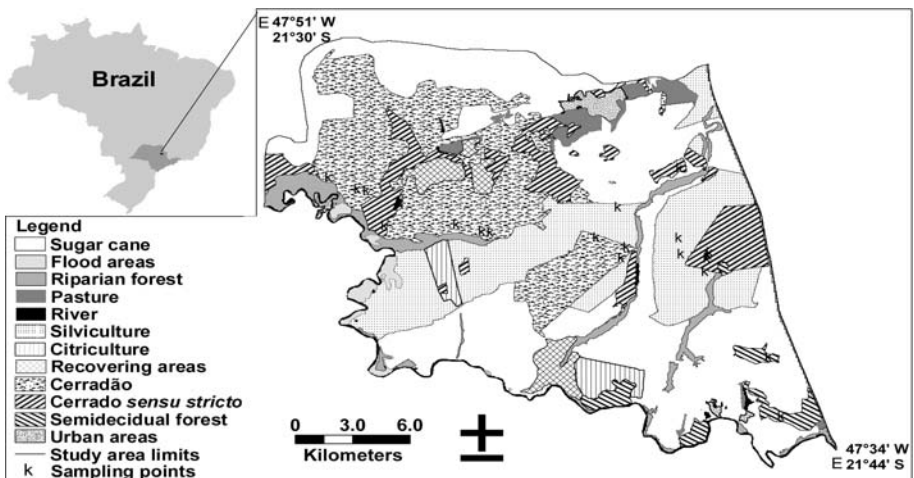 E 47°51' W
21°30' S
Brazil
Legend
Sugar cane
Flood areas
Riparian forest
Pasture
River
Silviculture
Citriculture
Recovering areas
Cerradão
Cerrado sensu stricto
Semidecidual forest
Urban areas
Study area limits
k Sampling points
k
k k
k
k
k k
k
k
k
k
k
k
k
k
k
k
k
0 3.0 6.0
Kilometers
47°34' W
E 21°44' S